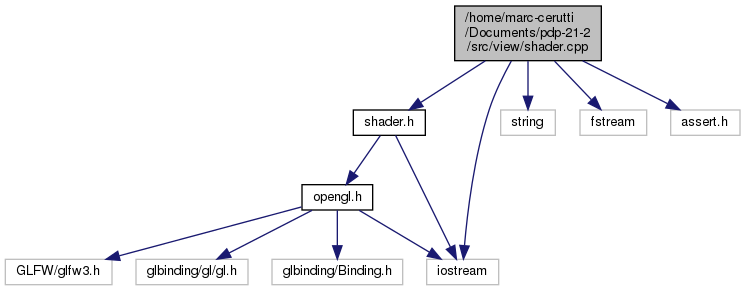 /home/marc-cerutti
/Documents/pdp-21-2
/src/view/shader.cpp
shader.h
string
fstream
assert.h
opengl.h
GLFW/glfw3.h
glbinding/gl/gl.h
glbinding/Binding.h
iostream